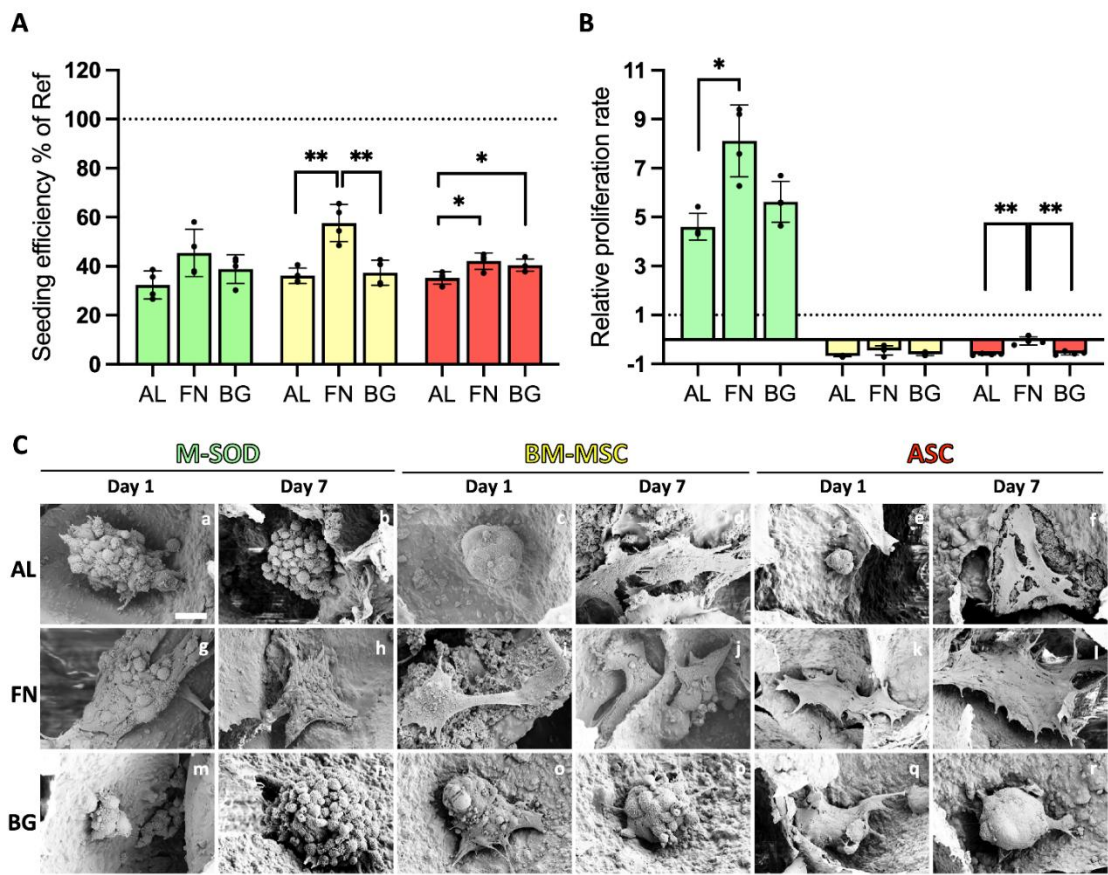 A
Seeding efficiency % of Ref
120
100
80
60
40
20
0
** **
*
*
AL FN BG AL FN BG AL FN BG
B
Relative proliferation rate
11
9
7
5
3
1
-1
*
** **
AL FN BG AL FN BG AL FN BG
C
M-SOD BM-MSC ASC
Day 1 Day 7 Day 1 Day 7 Day 1 Day 7
AL a b c d e f
FN g h i j k l
BG m n o p q r